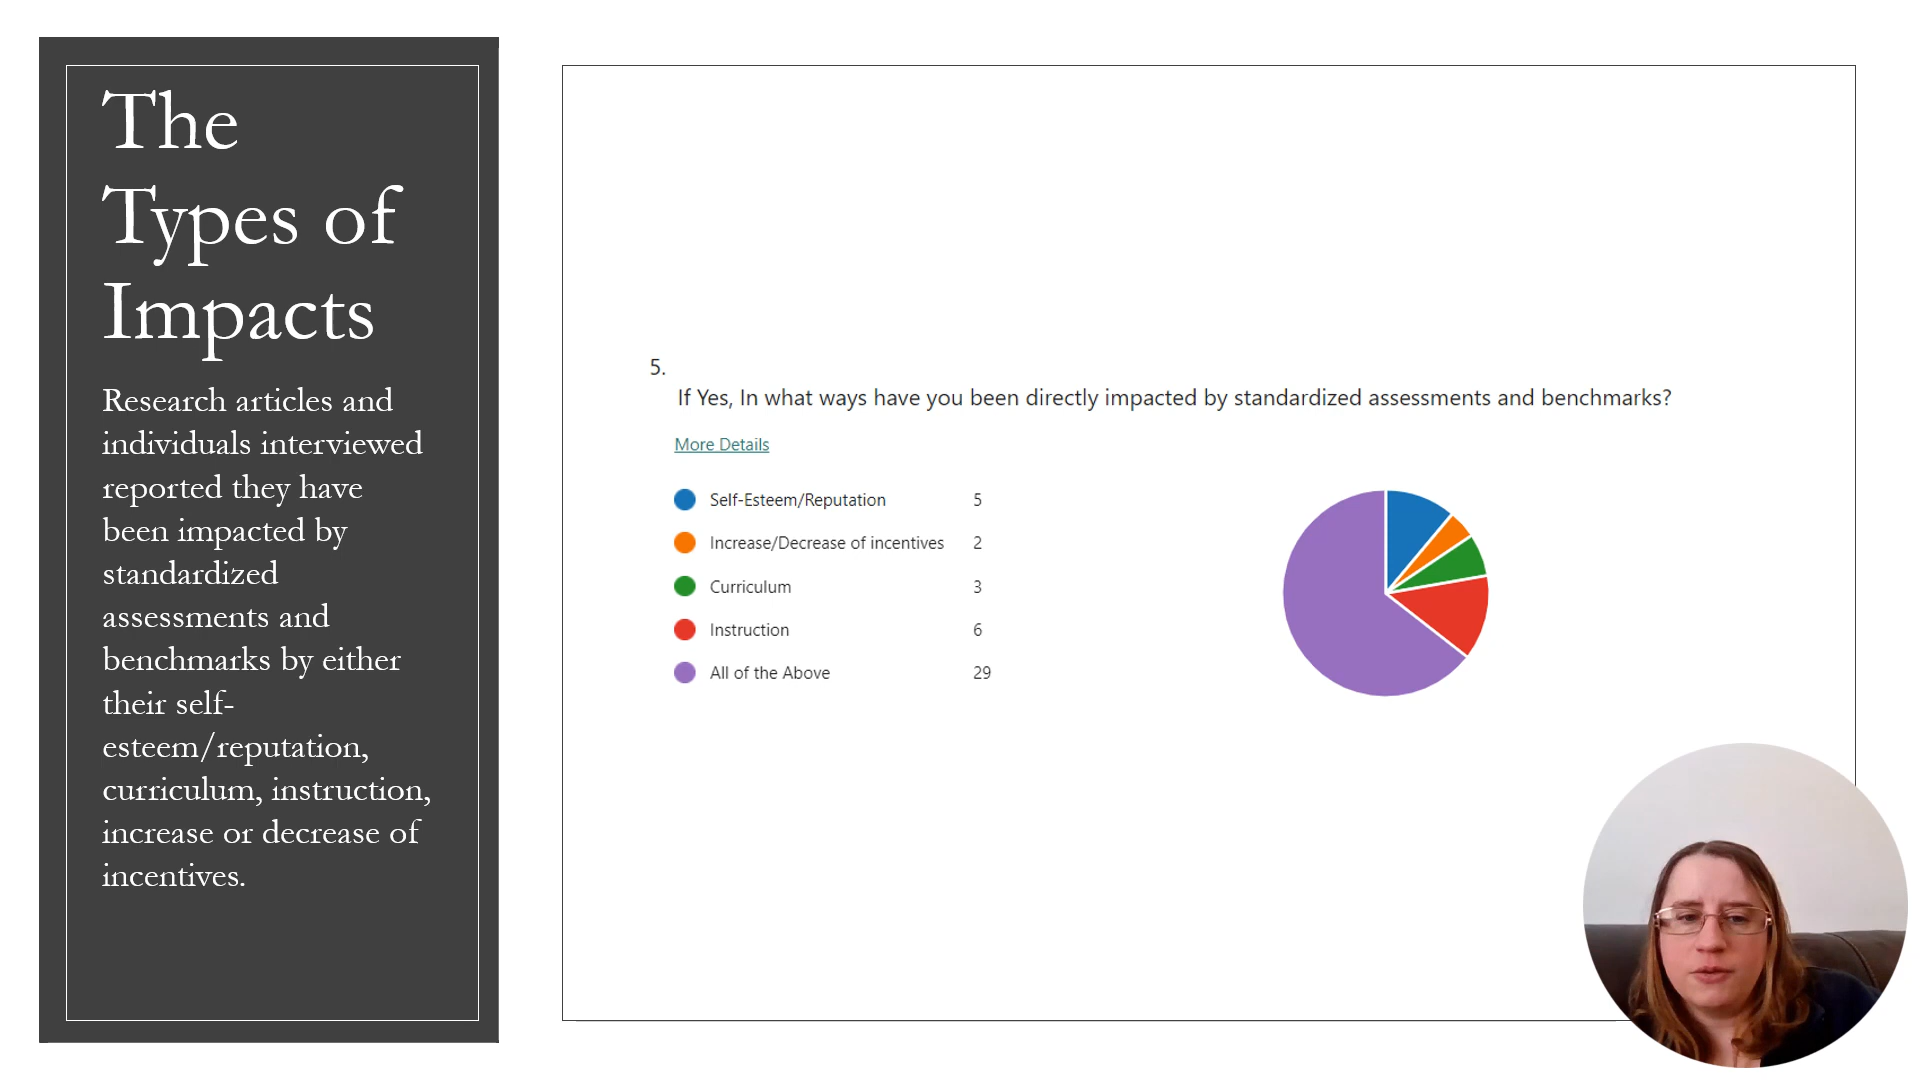 The
Types of
Impacts
Research articles and
individuals interviewed
reported they have
been impacted by
standardized
assessments and
benchmarks by either
their self-
esteem/reputation,
curriculum, instruction,
increase or decrease of
incentives.
5.
If Yes, In what ways have you been directly impacted by standardized assessments and benchmarks?
More Details
Self-Esteem/Reputation 5
Increase/Decrease of incentives 2
Curriculum 3
Instruction 6
All of the Above 29